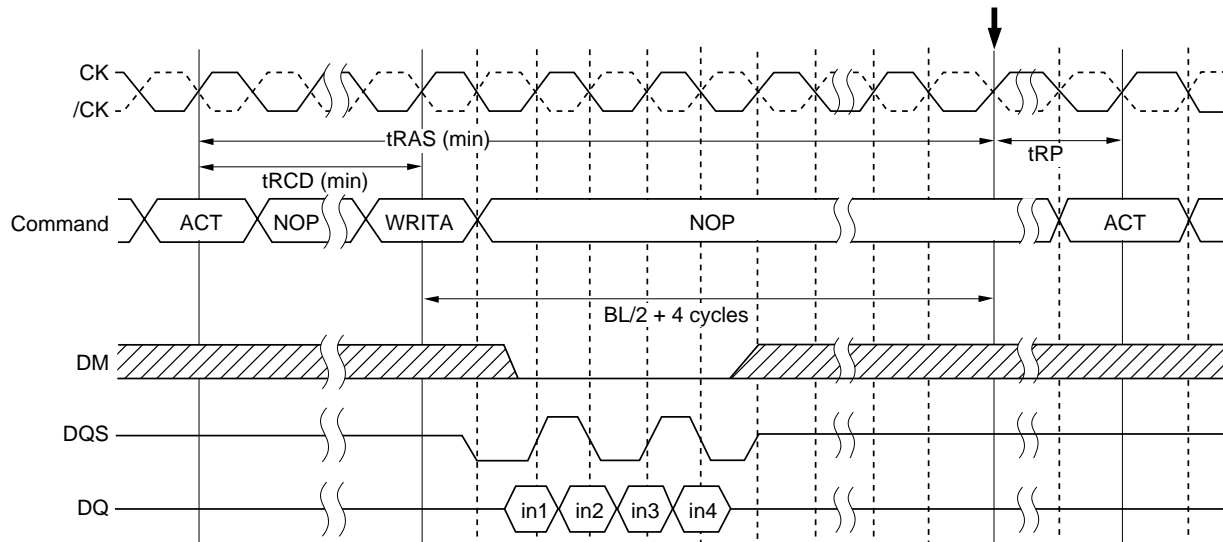 CK
/CK
tRAS (min)
tRP
tRCD (min)
Command ACT NOP WRITA NOP ACT
BL/2 + 4 cycles
DM
DQS
DQ in1 in2 in3 in4